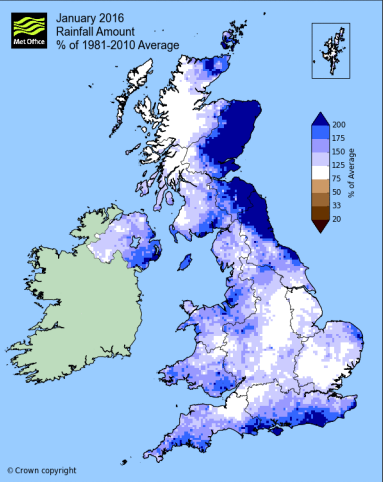 January 2016
Rainfall Amount
% of 1981-2010 Average
Met Office
200
175
150
125
75
50
33
20
% of Average
© Crown copyright